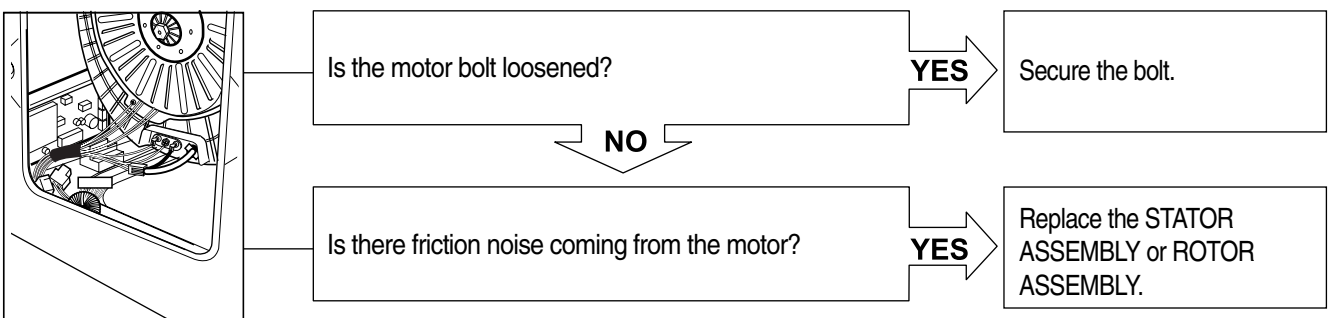 Is the motor bolt loosened?
YES
Secure the bolt.
NO
Is there friction noise coming from the motor?
YES
Replace the STATOR
ASSEMBLY or ROTOR
ASSEMBLY.